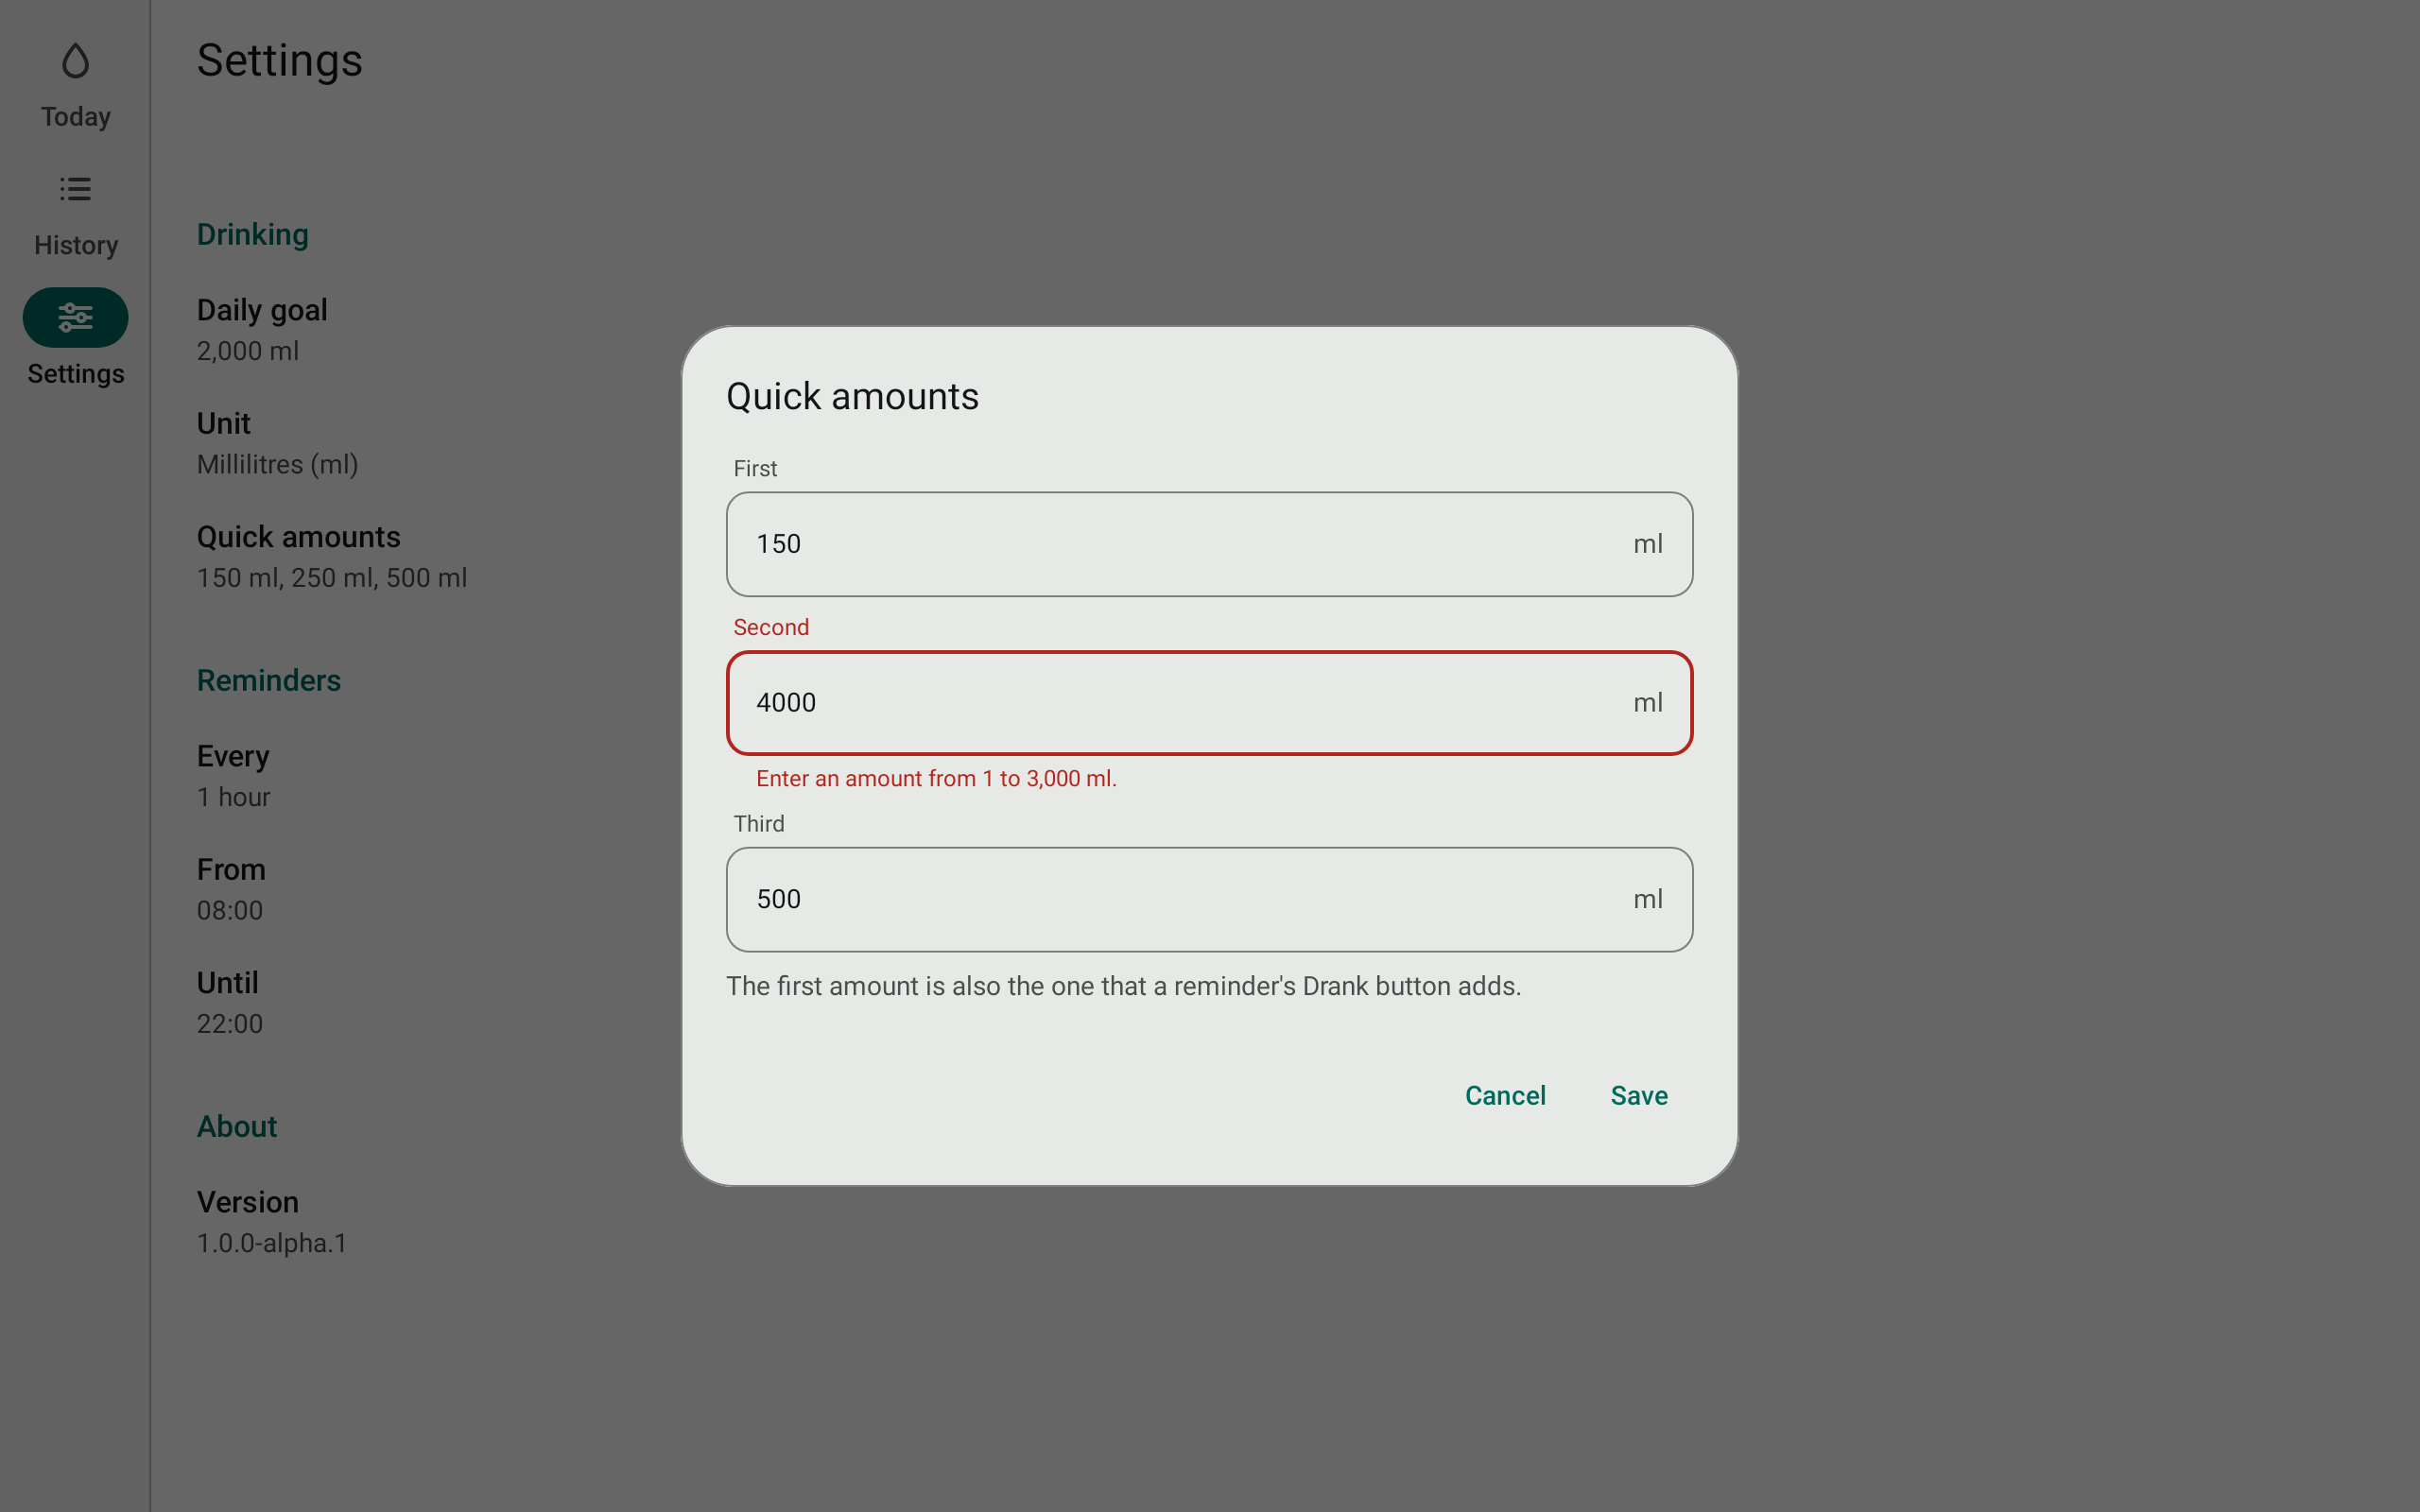 Settings
Today
History
Settings
Drinking
Daily goal
2,000 ml
Unit
Millilitres (ml)
Quick amounts
150 ml, 250 ml, 500 ml
Reminders
Every
1 hour
From
08:00
Until
22:00
About
Version
1.0.0-alpha.1
Quick amounts
First
150 ml
Second
4000 ml
Enter an amount from 1 to 3,000 ml.
Third
500 ml
The first amount is also the one that a reminder's Drank button adds.
Cancel Save